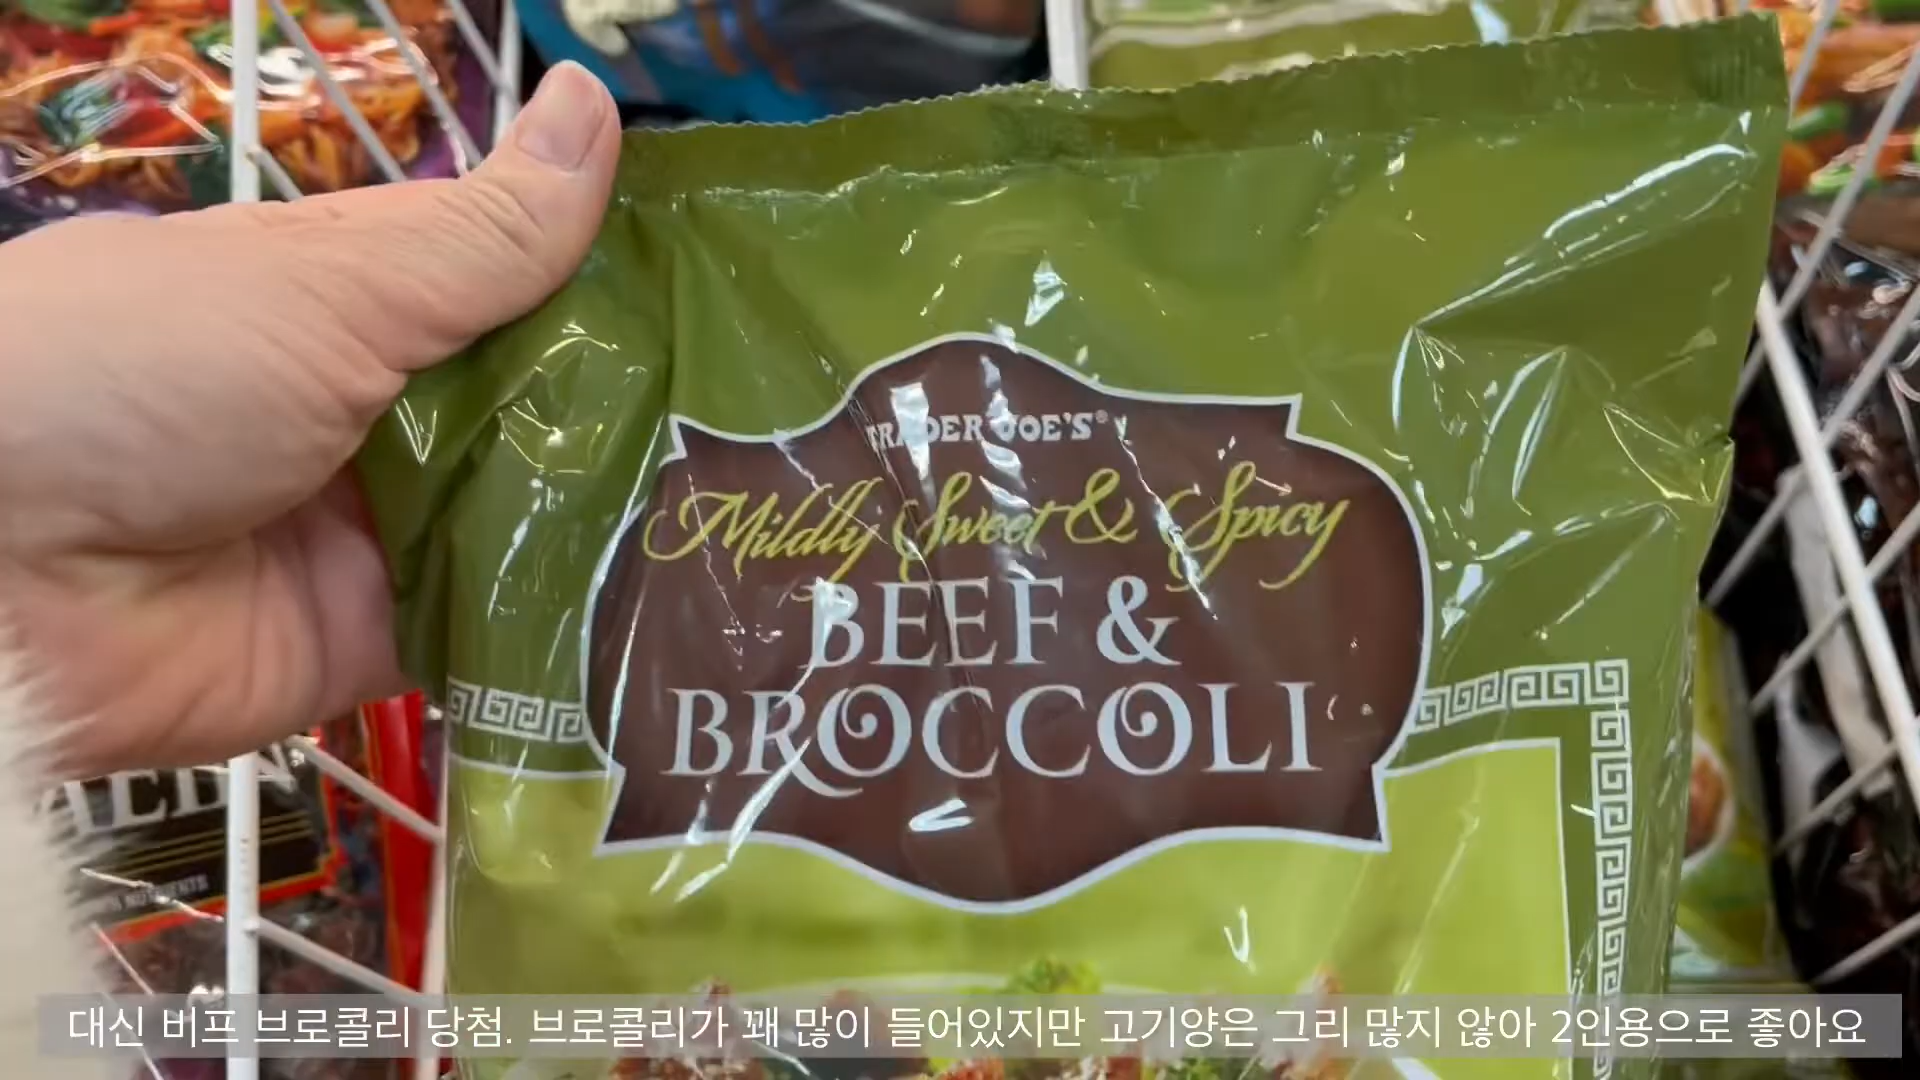 TRADER JOE'S®
Mildly Sweet & Spicy
BEEF &
BROCCOLI
대신 비프 브로콜리 당첨. 브로콜리가 꽤 많이 들어있지만 고기양은 그리 많지 않아 2인용으로 좋아요